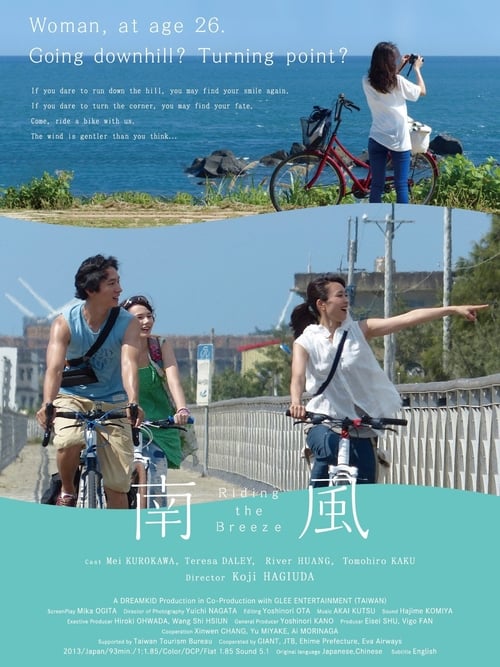 Woman, at age 26.
Going downhill? Turning point?
If you dare to run down the hill, you may find your smile again.
If you dare to turn the corner, you may find your fate.
Come, ride a bike with us.
The wind is gentler than you think...
南風
Riding
the
Breeze
Cast Mei KUROKAWA, Teresa DALEY, River HUANG, Tomohiro KAKU
Director Koji HAGIUDA
A DREAMKID Production in Co-Production with GLEE ENTERTAINMENT (TAIWAN)
ScreenPlay Mika OGITA Director of Photography Yuichi NAGATA Editing Yoshinori OTA Music AKAI KUTSU Sound Hajime KOMIYA
Exective Producer Hiroki OHWADA, Wang Shi HSIUNG General Producer Yoshinori KANO Producer Eisei SHU, Vigo FAN
Cooperation Xinwen CHANG, Yu MIYAKE, Ai MORINAGA
Supported by Taiwan Tourism Bureau Cooperated by GIANT, JTB, Ehime Prefecture, Eva Airways
2013/Japan/93min./1:1.85/Color/DCP/Flat 1.85 Sound 5.1 Original language Japanese,Chinese Subtitle English